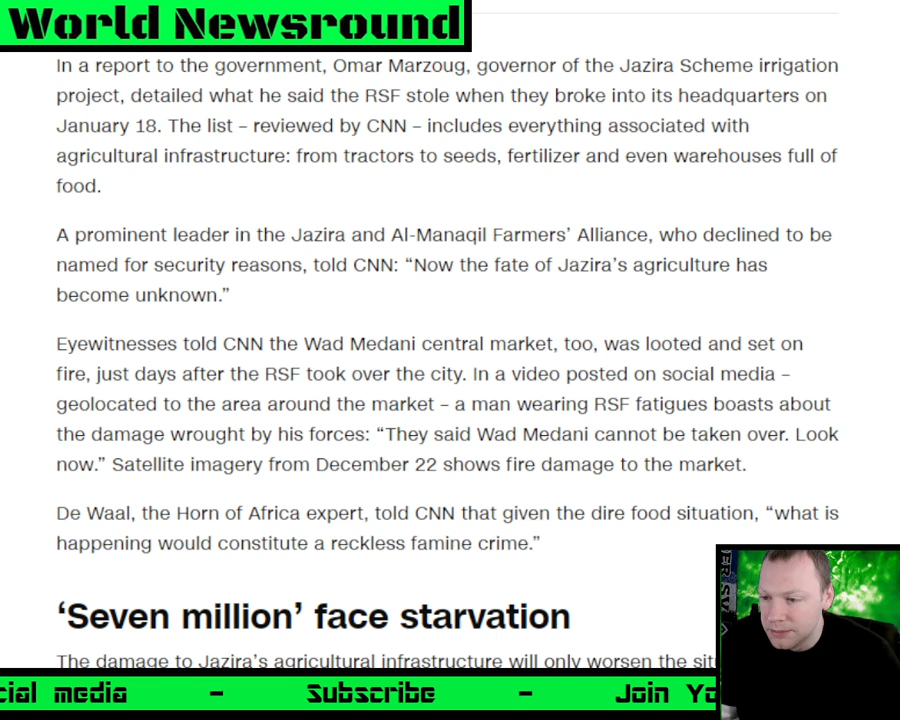 World Newsround
In a report to the government, Omar Marzoug, governor of the Jazira Scheme irrigation
project, detailed what he said the RSF stole when they broke into its headquarters on
January 18. The list – reviewed by CNN – includes everything associated with
agricultural infrastructure: from tractors to seeds, fertilizer and even warehouses full of
food.
A prominent leader in the Jazira and Al-Manaqil Farmers’ Alliance, who declined to be
named for security reasons, told CNN: “Now the fate of Jazira’s agriculture has
become unknown.”
Eyewitnesses told CNN the Wad Medani central market, too, was looted and set on
fire, just days after the RSF took over the city. In a video posted on social media –
geolocated to the area around the market – a man wearing RSF fatigues boasts about
the damage wrought by his forces: “They said Wad Medani cannot be taken over. Look
now.” Satellite imagery from December 22 shows fire damage to the market.
De Waal, the Horn of Africa expert, told CNN that given the dire food situation, “what is
happening would constitute a reckless famine crime.”
‘Seven million’ face starvation
The damage to Jazira’s agricultural infrastructure will only worsen the sit
cial media – Subscribe – Join Yo